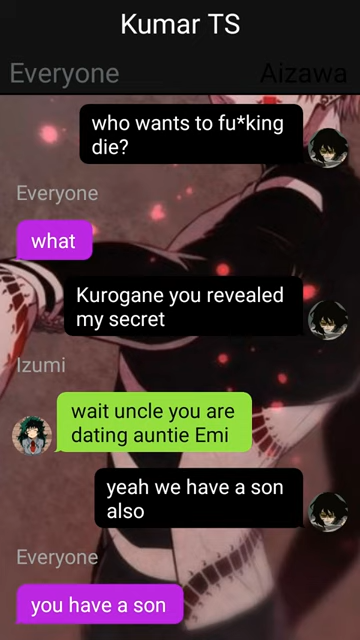 Kumar TS
Everyone
Aizawa
who wants to fu*king
die?
Everyone
what
Kurogane you revealed
my secret
Izumi
wait uncle you are
dating auntie Emi
yeah we have a son
also
Everyone
you have a son